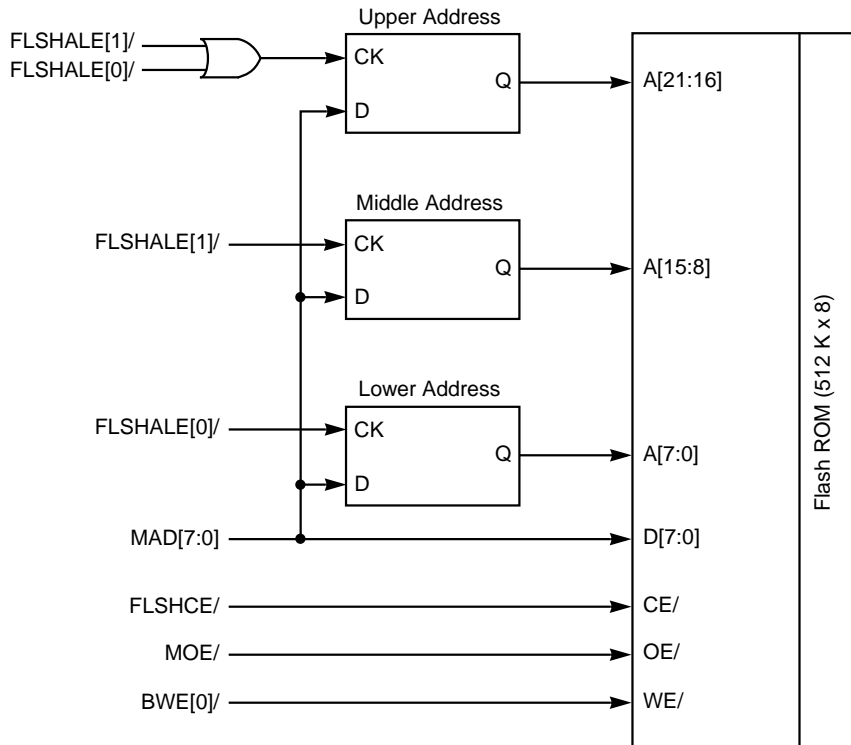 Upper Address
FLSHALE[1]/
FLSHALE[0]/
CK
Q
D
A[21:16]
Middle Address
FLSHALE[1]/
CK
Q
D
A[15:8]
Lower Address
FLSHALE[0]/
CK
Q
D
A[7:0]
MAD[7:0]
D[7:0]
FLSHCE/
CE/
MOE/
OE/
BWE[0]/
WE/
Flash ROM (512 K x 8)